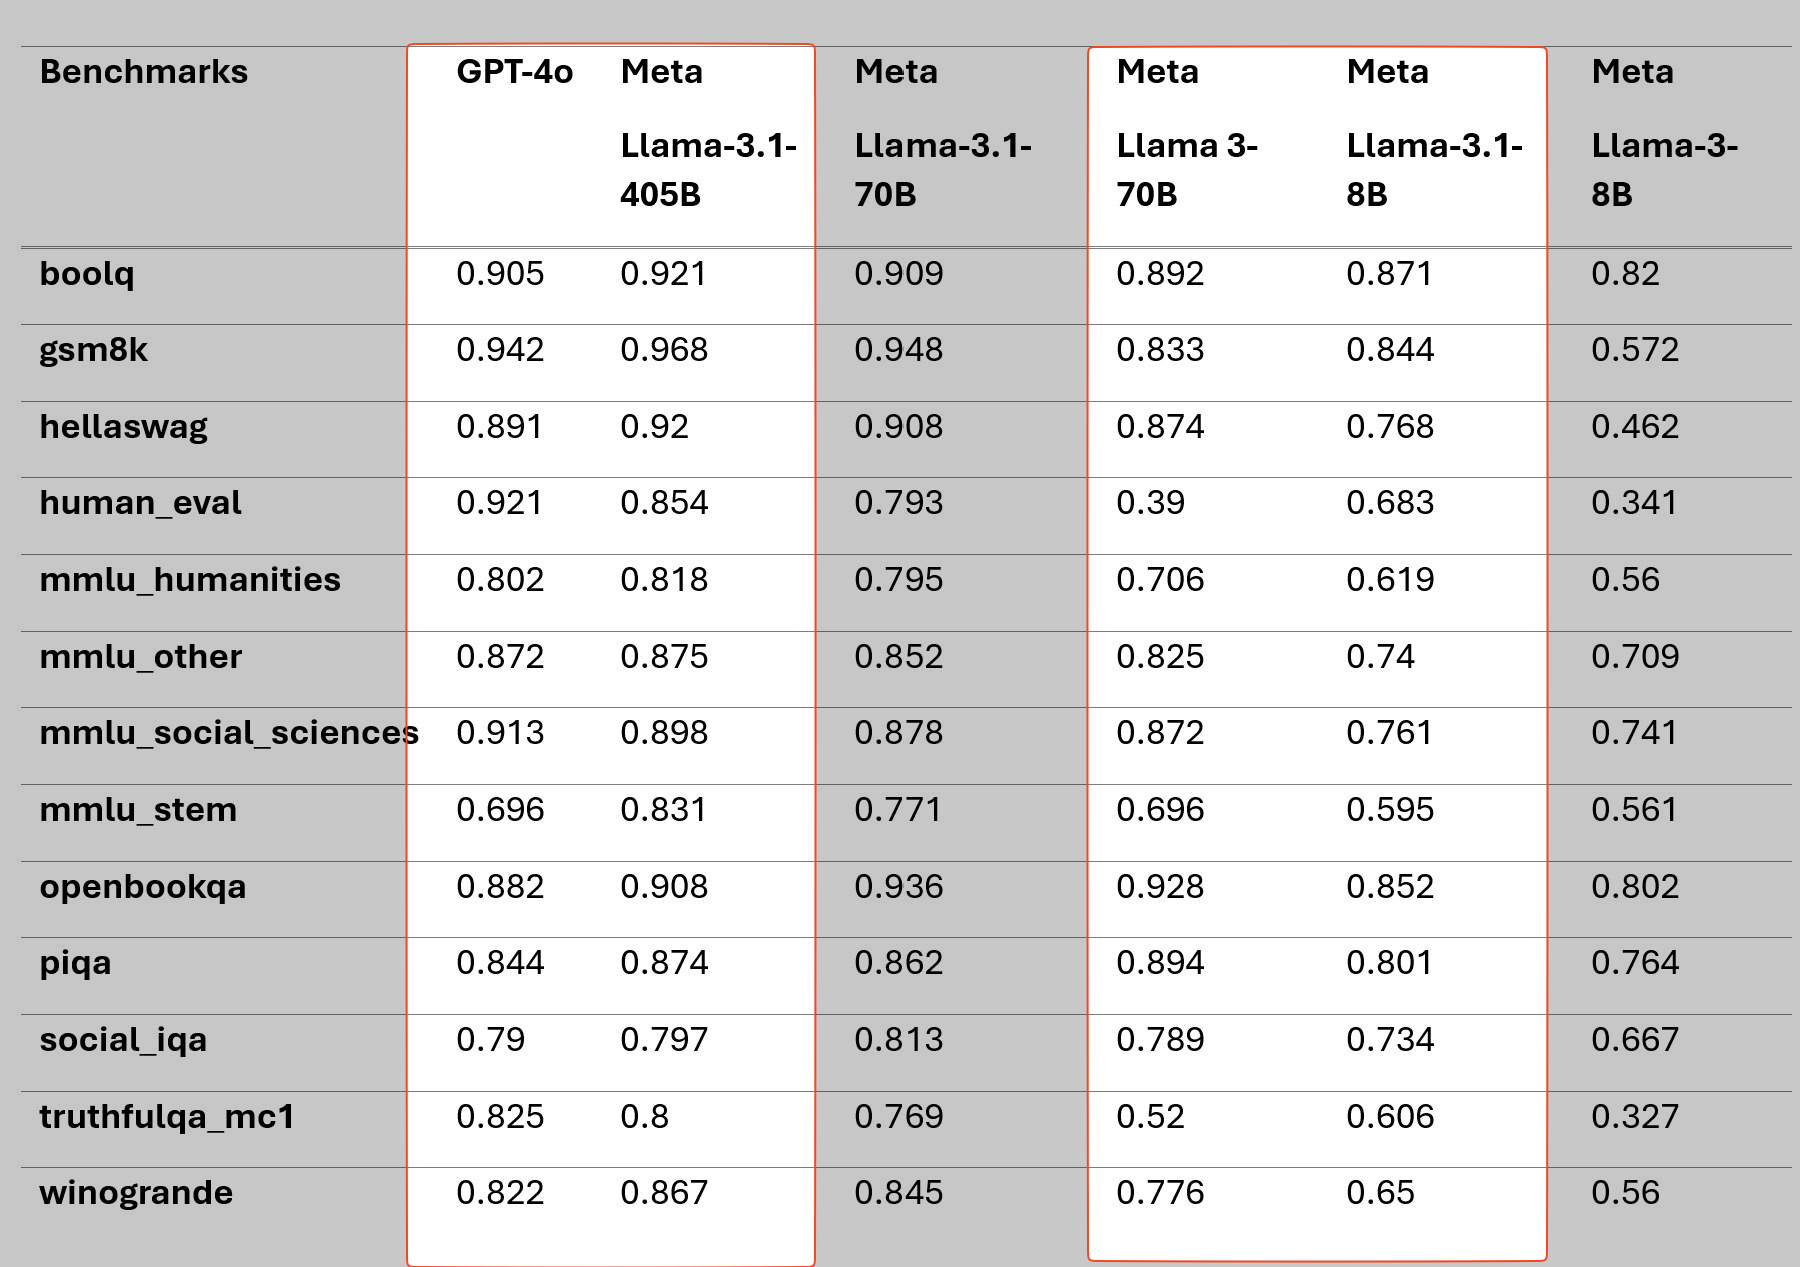 Benchmarks GPT-4o Meta Meta Meta Meta Meta
Llama-3.1- Llama-3.1- Llama 3- Llama-3.1- Llama-3-
405B 70B 70B 8B 8B
boolq 0.905 0.921 0.909 0.892 0.871 0.82
gsm8k 0.942 0.968 0.948 0.833 0.844 0.572
hellaswag 0.891 0.92 0.908 0.874 0.768 0.462
human_eval 0.921 0.854 0.793 0.39 0.683 0.341
mmlu_humanities 0.802 0.818 0.795 0.706 0.619 0.56
mmlu_other 0.872 0.875 0.852 0.825 0.74 0.709
mmlu_social_sciences 0.913 0.898 0.878 0.872 0.761 0.741
mmlu_stem 0.696 0.831 0.771 0.696 0.595 0.561
openbookqa 0.882 0.908 0.936 0.928 0.852 0.802
piqa 0.844 0.874 0.862 0.894 0.801 0.764
social_iqa 0.79 0.797 0.813 0.789 0.734 0.667
truthfulqa_mc1 0.825 0.8 0.769 0.52 0.606 0.327
winogrande 0.822 0.867 0.845 0.776 0.65 0.56